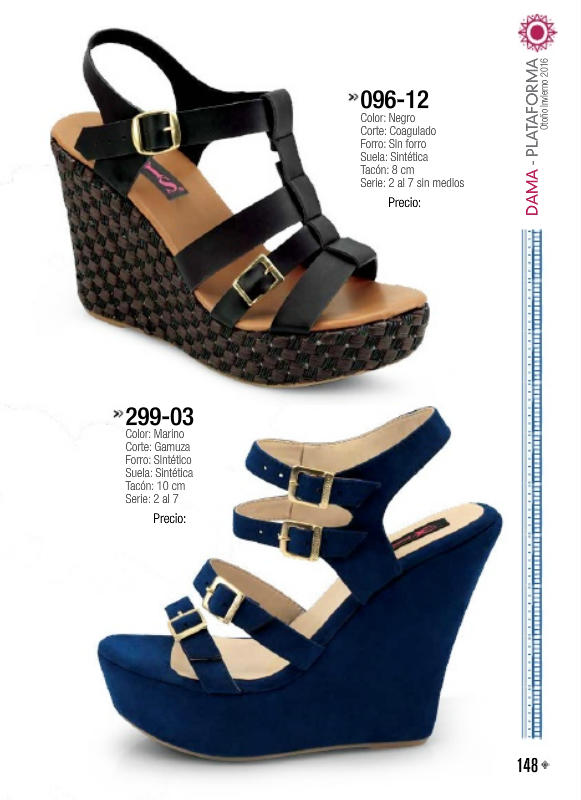 096-12
Color: Negro
Corte: Coagulado
Forro: Sin forro
Suela: Sintética
Tacón: 8 cm
Serie: 2 al 7 sin medios
Precio:
299-03
Color: Marino
Corte: Gamuza
Forro: Sintético
Suela: Sintética
Tacón: 10 cm
Serie: 2 al 7
Precio:
DAMA - PLATAFORMA
Otoño Invierno 2016
148